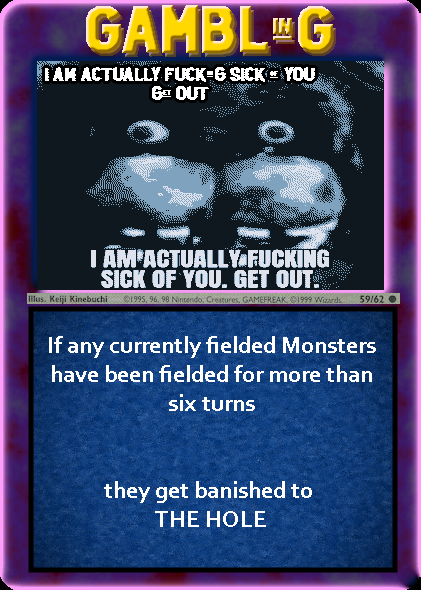 GAMBLinG
I AM ACTUALLY FUCK=G SICK of YOU
Get OUT
I AM ACTUALLY FUCKING
SICK OF YOU. GET OUT.
Illus. Keiji Kinebuchi ©1995, 96, 98 Nintendo, Creatures, GAMEFREAK. ©1999 Wizards. 59/62
If any currently fielded Monsters
have been fielded for more than
six turns
they get banished to
THE HOLE